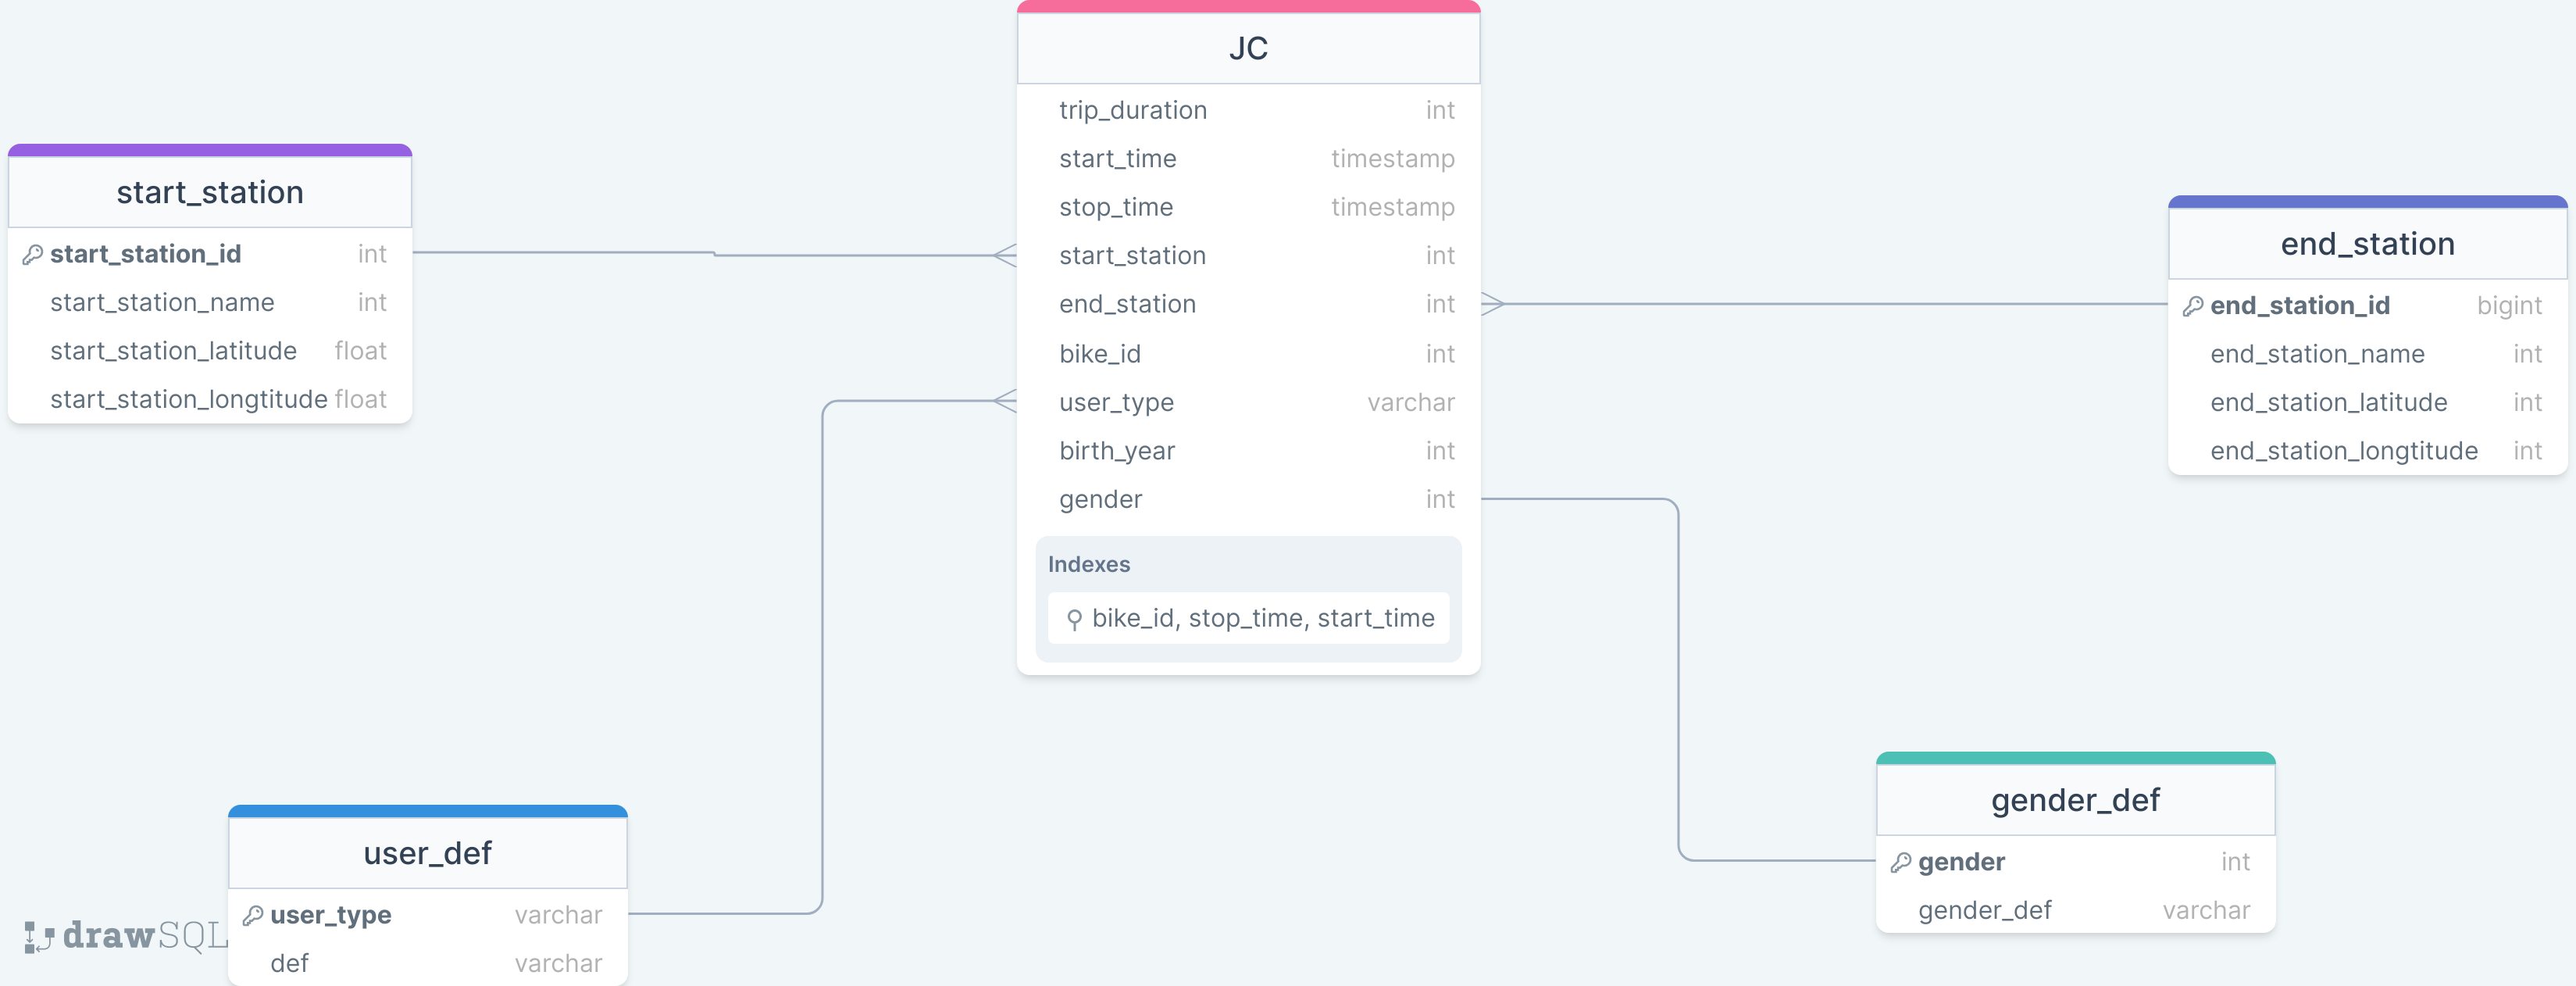 JC
trip_duration int
start_time timestamp
stop_time timestamp
start_station int
end_station int
bike_id int
user_type varchar
birth_year int
gender int
Indexes
bike_id, stop_time, start_time
start_station
start_station_id int
start_station_name int
start_station_latitude float
start_station_longtitude float
end_station
end_station_id bigint
end_station_name int
end_station_latitude int
end_station_longtitude int
user_def
user_type varchar
def varchar
gender_def
gender int
gender_def varchar
drawSQL